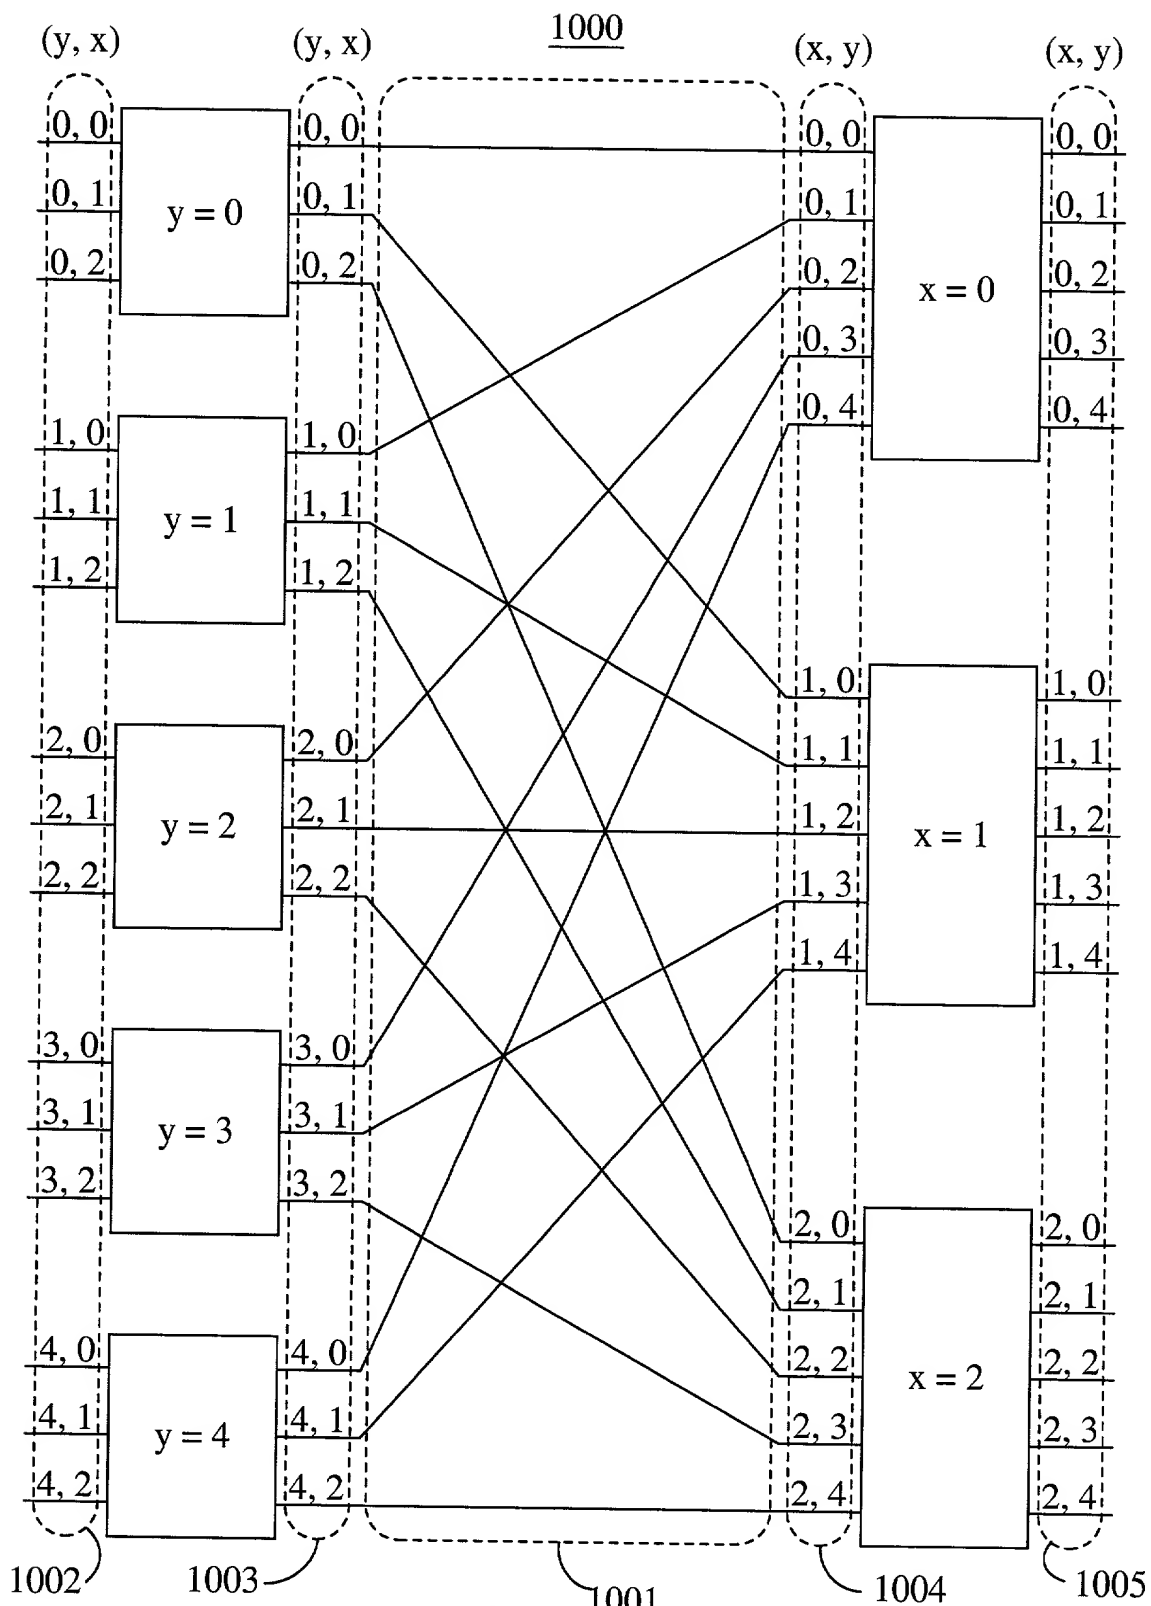 1000
(y, x) (y, x) (x, y) (x, y)
0, 0 0, 0 0, 0 0, 0
0, 1 y = 0 0, 1 0, 1 0, 1
0, 2 0, 2 0, 2 x = 0 0, 2
0, 3 0, 3
0, 4 0, 4
1, 0 1, 0
1, 1 y = 1 1, 1
1, 2 1, 2
1, 0 1, 0
2, 0 2, 0 1, 1 1, 1
2, 1 y = 2 2, 1 1, 2 x = 1 1, 2
2, 2 2, 2 1, 3 1, 3
1, 4 1, 4
3, 0 3, 0
3, 1 y = 3 3, 1
3, 2 3, 2
2, 0 2, 0
2, 1 2, 1
4, 0 4, 0 2, 2 x = 2 2, 2
4, 1 y = 4 4, 1 2, 3 2, 3
4, 2 4, 2 2, 4 2, 4
1002 1003 1001 1004 1005